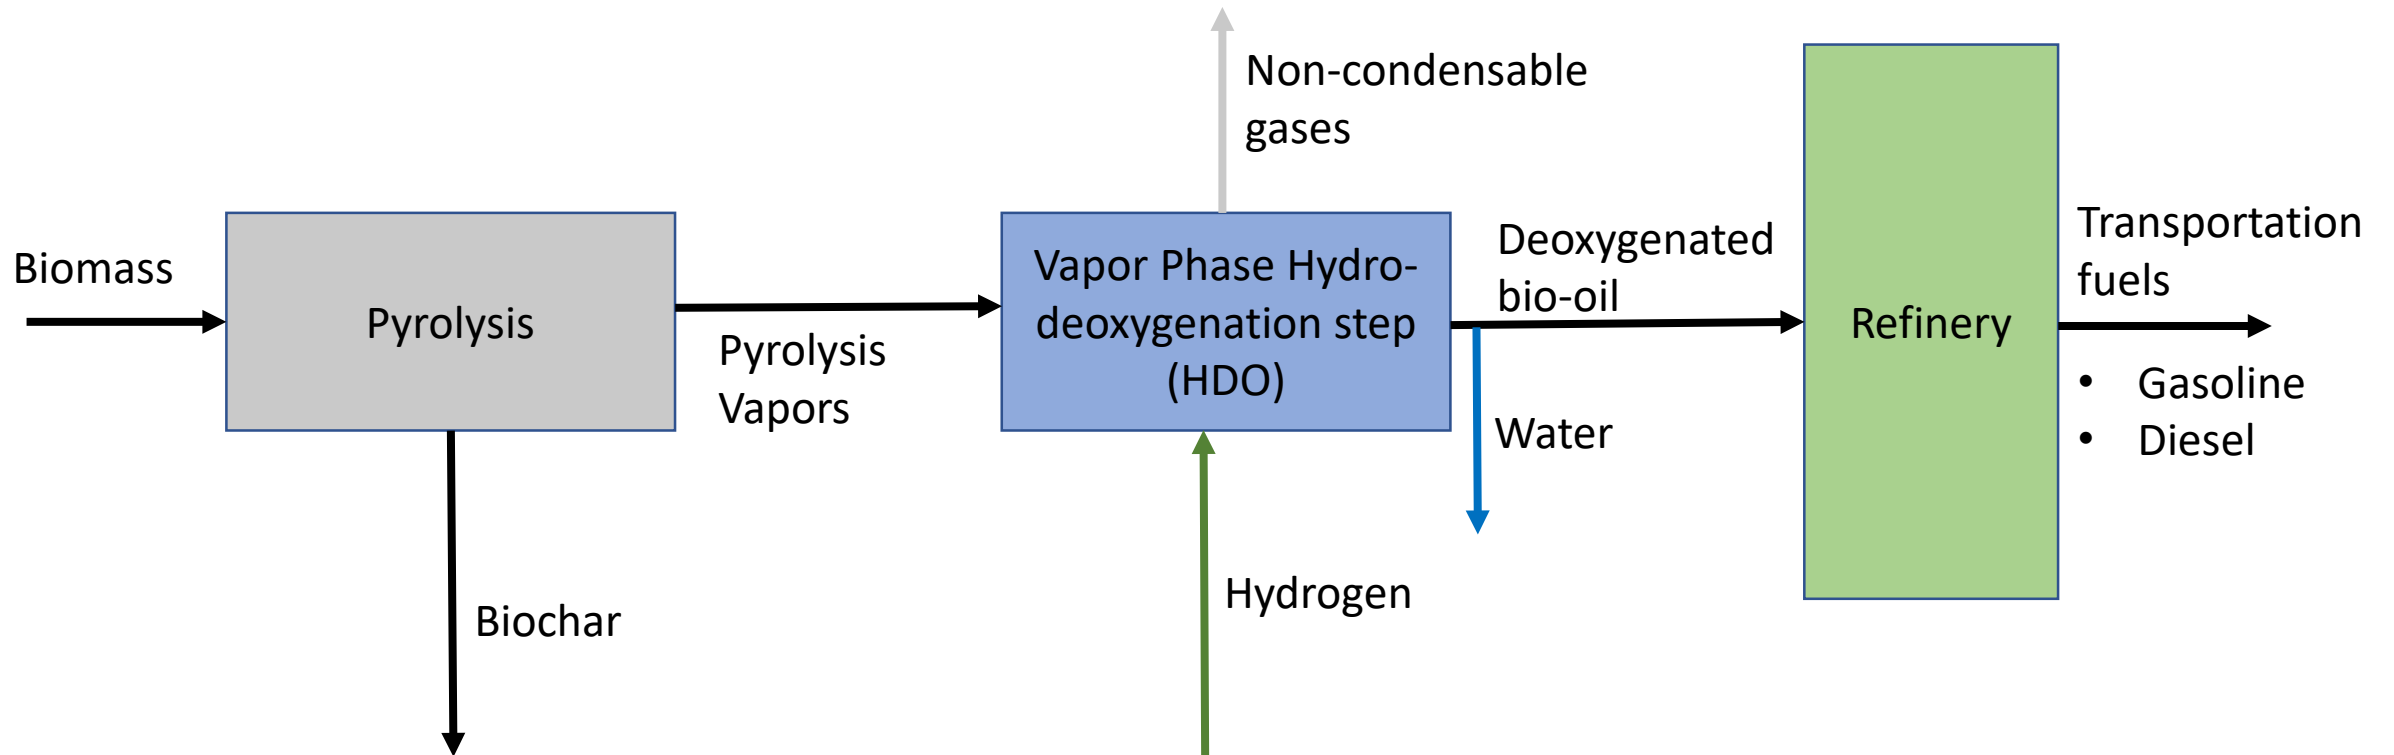 Biomass
Pyrolysis
Biochar
Pyrolysis
Vapors
Non-condensable
gases
Vapor Phase Hydro-
deoxygenation step
(HDO)
Hydrogen
Deoxygenated
bio-oil
Water
Refinery
Transportation
fuels
• Gasoline
• Diesel